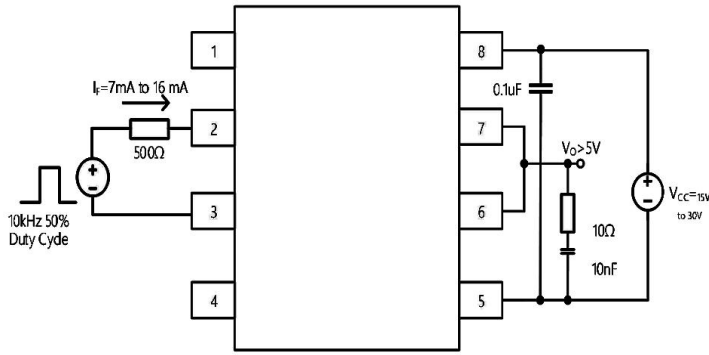 1
8
I_F=7mA to 16 mA
0.1uF
2
7
500Ω
V_O>5V
+
-
+
-
V_CC=15V
to 30V
3
6
10kHz 50%
Duty Cycle
10Ω
10nF
4
5